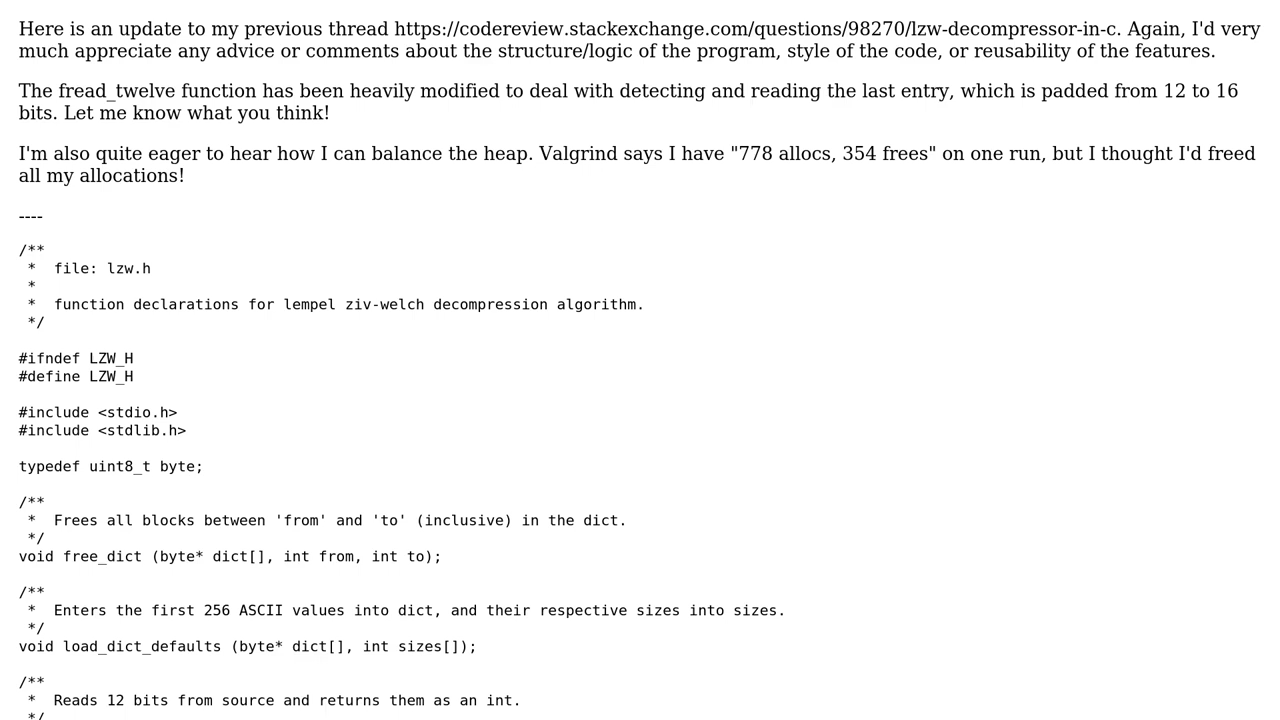 Here is an update to my previous thread https://codereview.stackexchange.com/questions/98270/lzw-decompressor-in-c. Again, I'd very
much appreciate any advice or comments about the structure/logic of the program, style of the code, or reusability of the features.
The fread_twelve function has been heavily modified to deal with detecting and reading the last entry, which is padded from 12 to 16
bits. Let me know what you think!
I'm also quite eager to hear how I can balance the heap. Valgrind says I have "778 allocs, 354 frees" on one run, but I thought I'd freed
all my allocations!
----
/**
 *  file: lzw.h
 *
 *  function declarations for lempel ziv-welch decompression algorithm.
 */
#ifndef LZW_H
#define LZW_H
#include <stdio.h>
#include <stdlib.h>
typedef uint8_t byte;
/**
 *  Frees all blocks between 'from' and 'to' (inclusive) in the dict.
 */
void free_dict (byte* dict[], int from, int to);
/**
 *  Enters the first 256 ASCII values into dict, and their respective sizes into sizes.
 */
void load_dict_defaults (byte* dict[], int sizes[]);
/**
 *  Reads 12 bits from source and returns them as an int.
 */